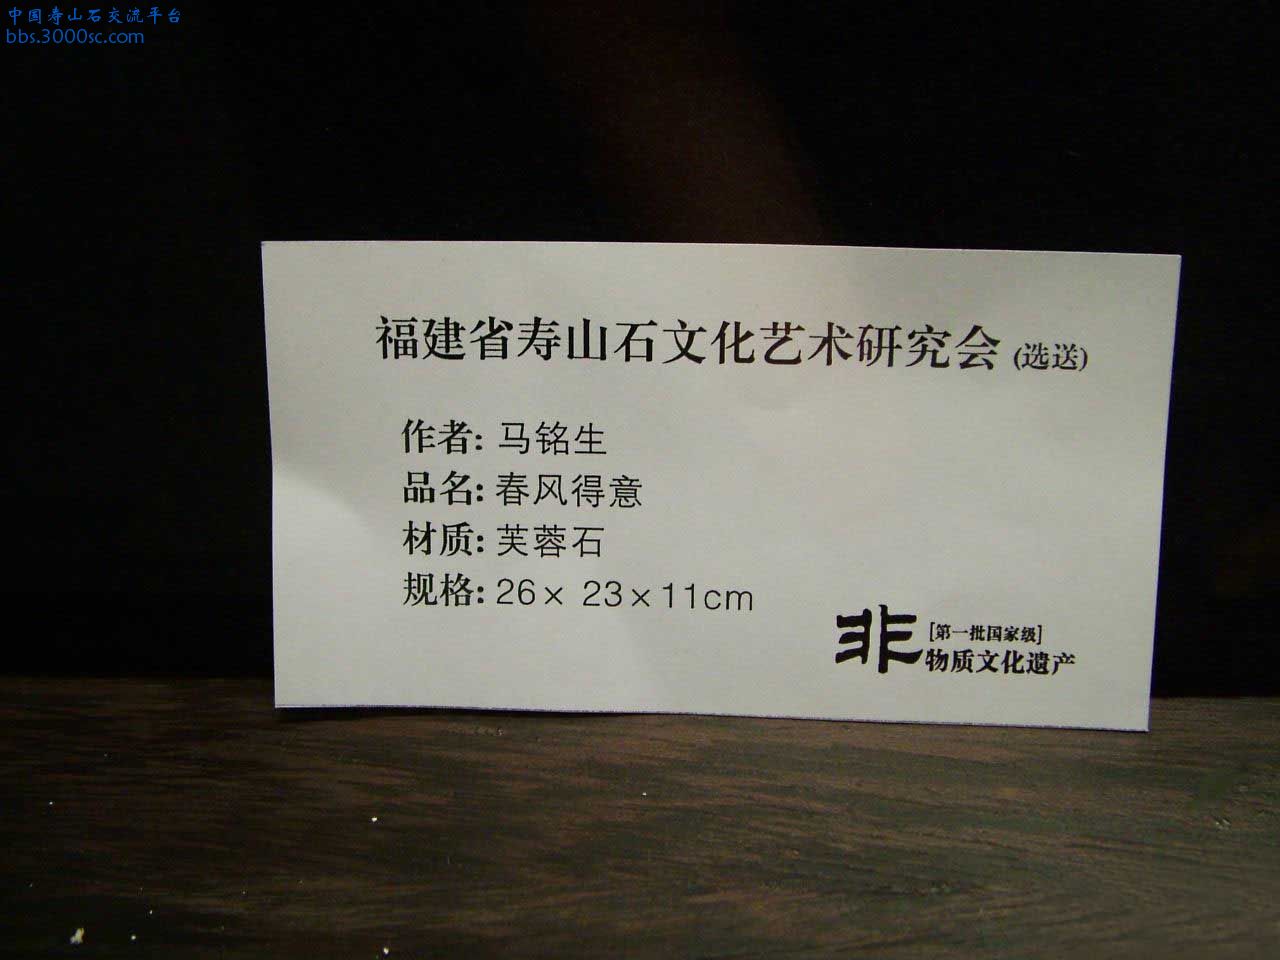 中国寿山石交流平台
bbs.3000sc.com
福建省寿山石文化艺术研究会 (选送)
作者: 马铭生
品名: 春风得意
材质: 芙蓉石
规格: 26× 23×11cm
非 [第一批国家级]
物质文化遗产